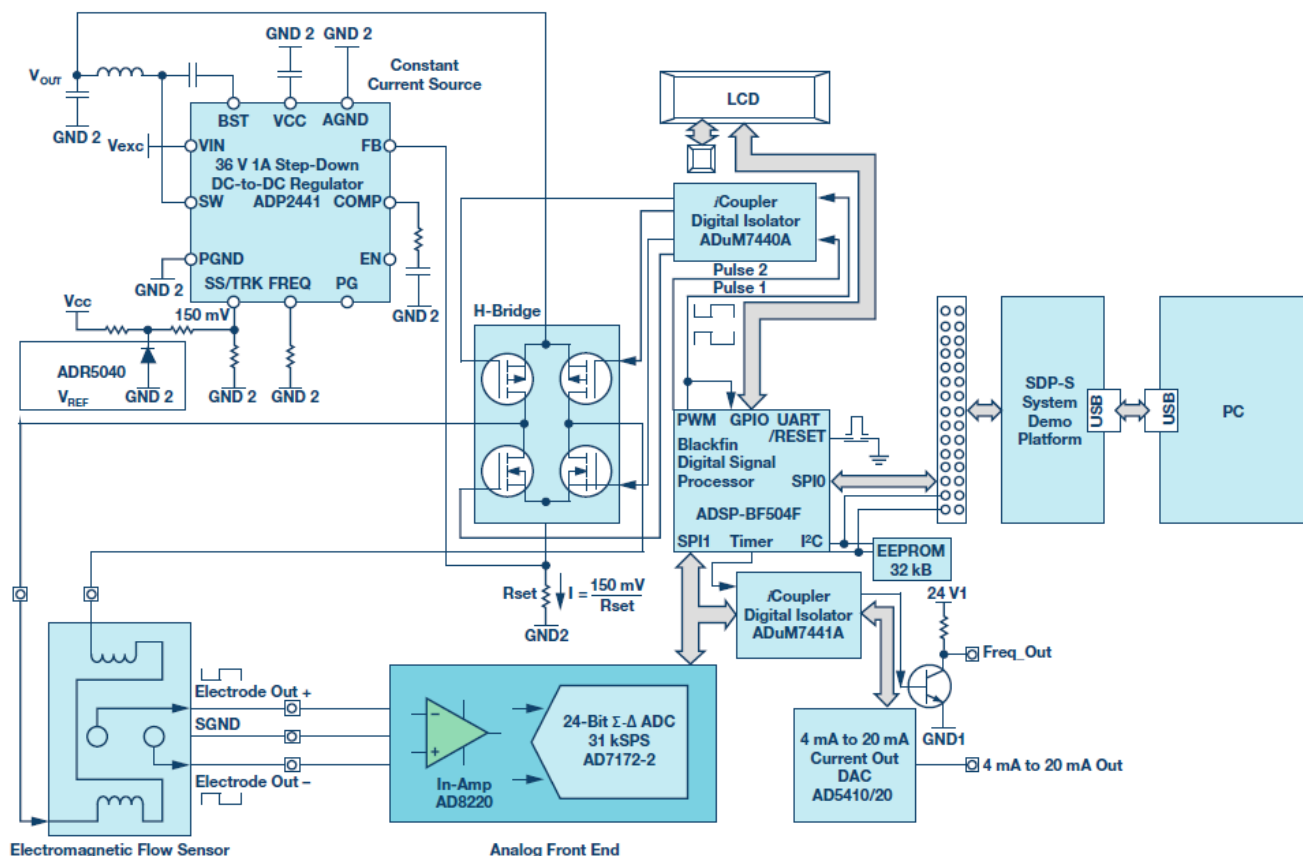 GND 2
GND 2
Constant
Current Source
VOUT
GND 2
BST
VCC
AGND
Vexc
VIN
FB
36 V 1A Step-Down
DC-to-DC Regulator
ADP2441
SW
COMP
PGND
EN
GND 2
SS/TRK
FREQ
PG
GND 2
Vcc
150 mV
ADR5040
VREF
GND 2
GND 2
GND 2
LCD
iCoupler
Digital Isolator
ADuM7440A
Pulse 2
Pulse 1
H-Bridge
PWM
GPIO
UART
/RESET
Blackfin
Digital Signal
Processor
SPI0
ADSP-BF504F
SPI1
Timer
I²C
SDP-S
System
Demo
Platform
USB
USB
PC
EEPROM
32 kB
Rset
I = 150 mV
Rset
GND2
iCoupler
Digital Isolator
ADuM7441A
24 V1
Freq_Out
GND1
4 mA to 20 mA
Current Out
DAC
AD5410/20
4 mA to 20 mA Out
Electrode Out +
SGND
Electrode Out –
In-Amp
AD8220
24-Bit Σ-Δ ADC
31 kSPS
AD7172-2
Electromagnetic Flow Sensor
Analog Front End